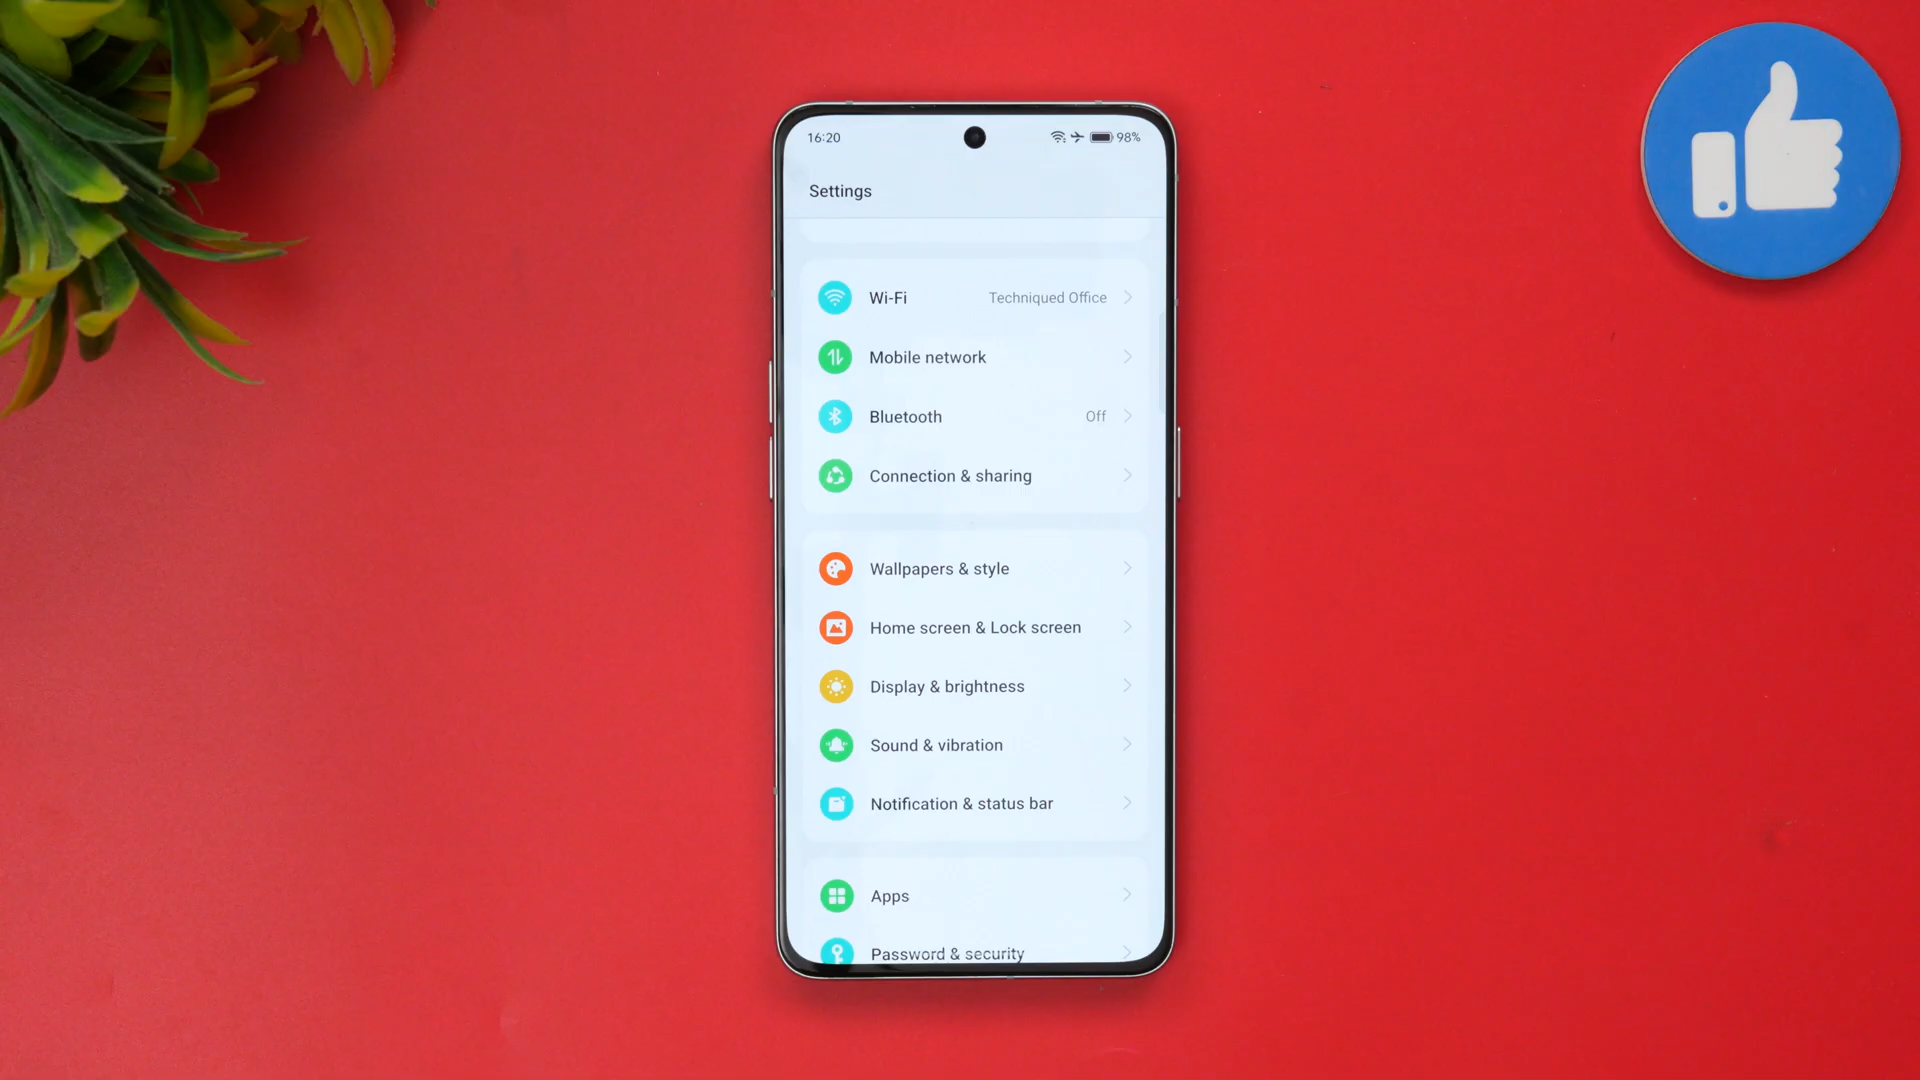 16:20 98%
Settings
Wi-Fi Techniqued Office
Mobile network
Bluetooth Off
Connection & sharing
Wallpapers & style
Home screen & Lock screen
Display & brightness
Sound & vibration
Notification & status bar
Apps
Password & security